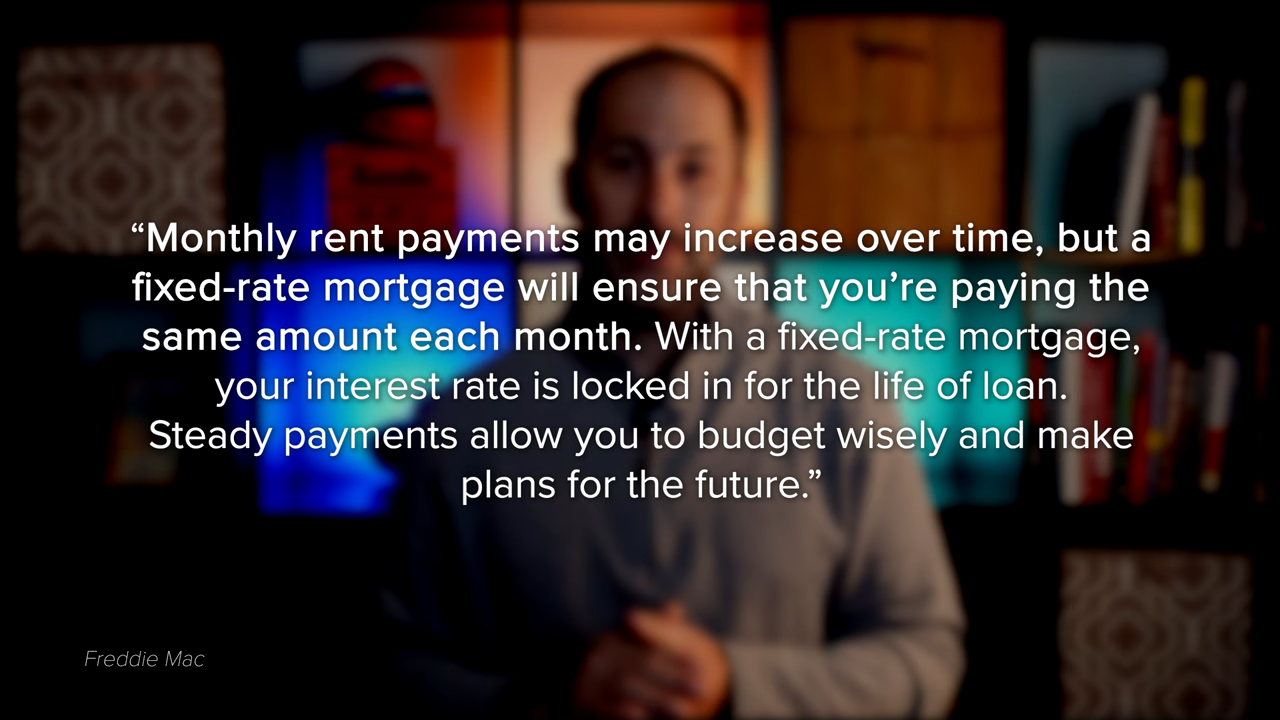 “Monthly rent payments may increase over time, but a
fixed-rate mortgage will ensure that you’re paying the
same amount each month. With a fixed-rate mortgage,
your interest rate is locked in for the life of loan.
Steady payments allow you to budget wisely and make
plans for the future.”
Freddie Mac